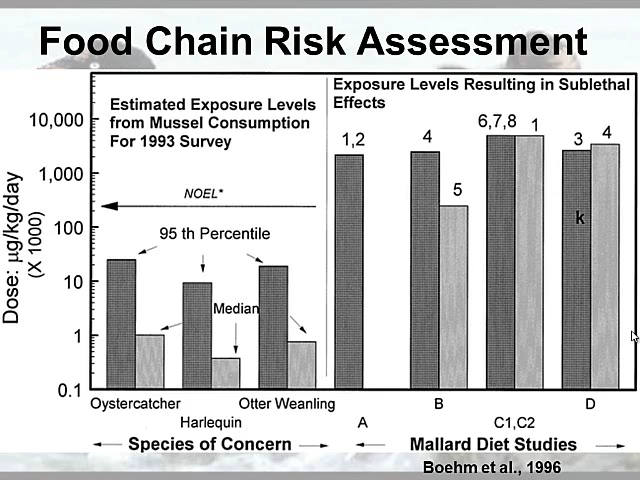 Food Chain Risk Assessment
Dose: µg/kg/day
(X 1000)
10,000
1,000
100
10
1
0.1
Estimated Exposure Levels
from Mussel Consumption
For 1993 Survey
NOEL*
95 th Percentile
Median
Exposure Levels Resulting in Sublethal
Effects
1,2
4
5
6,7,8
1
3
4
k
Oystercatcher
Harlequin
Otter Weanling
A
B
C1,C2
D
Species of Concern
Mallard Diet Studies
Boehm et al., 1996